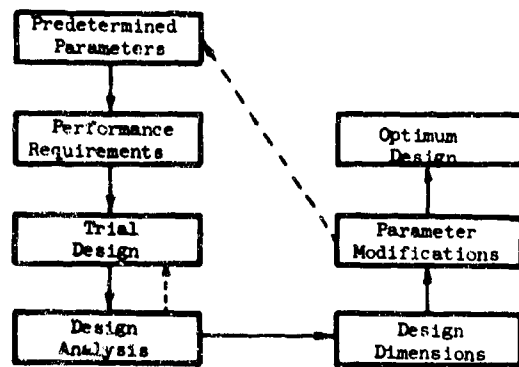 Predetermined
Parameters
Performance
Requirements
Trial
Design
Design
Analysis
Optimum
Design
Parameter
Modifications
Design
Dimensions